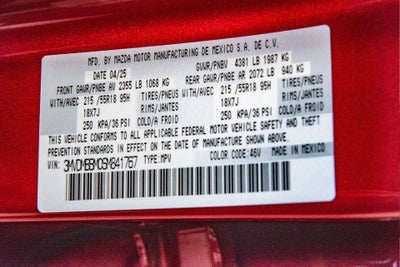 MFD. BY MAZDA MOTOR MANUFACTURING DE MEXICO S.A. DE C.V.
DATE 04/25 GVWR/PNBV 4381 LB 1987 KG
FRONT GAWR/PNBE AV 2355 LB 1068 KG REAR GAWR/PNBE AR 2072 LB 940 KG
WITH/AVEC 215/55R18 95H TIRES/PNEUS WITH/AVEC 215/55R18 95H TIRES/PNEUS
18X7J RIMS/JANTES 18X7J RIMS/JANTES
250 KPA/36 PSI COLD/A FROID 250 KPA/36 PSI COLD/A FROID
THIS VEHICLE CONFORMS TO ALL APPLICABLE FEDERAL MOTOR VEHICLE SAFETY AND THEFT
PREVENTION STANDARDS IN EFFECT ON THE DATE OF MANUFACTURE SHOWN ABOVE.
VIN: TYPE:MPV COLOR CODE: 46V MADE IN MEXICO